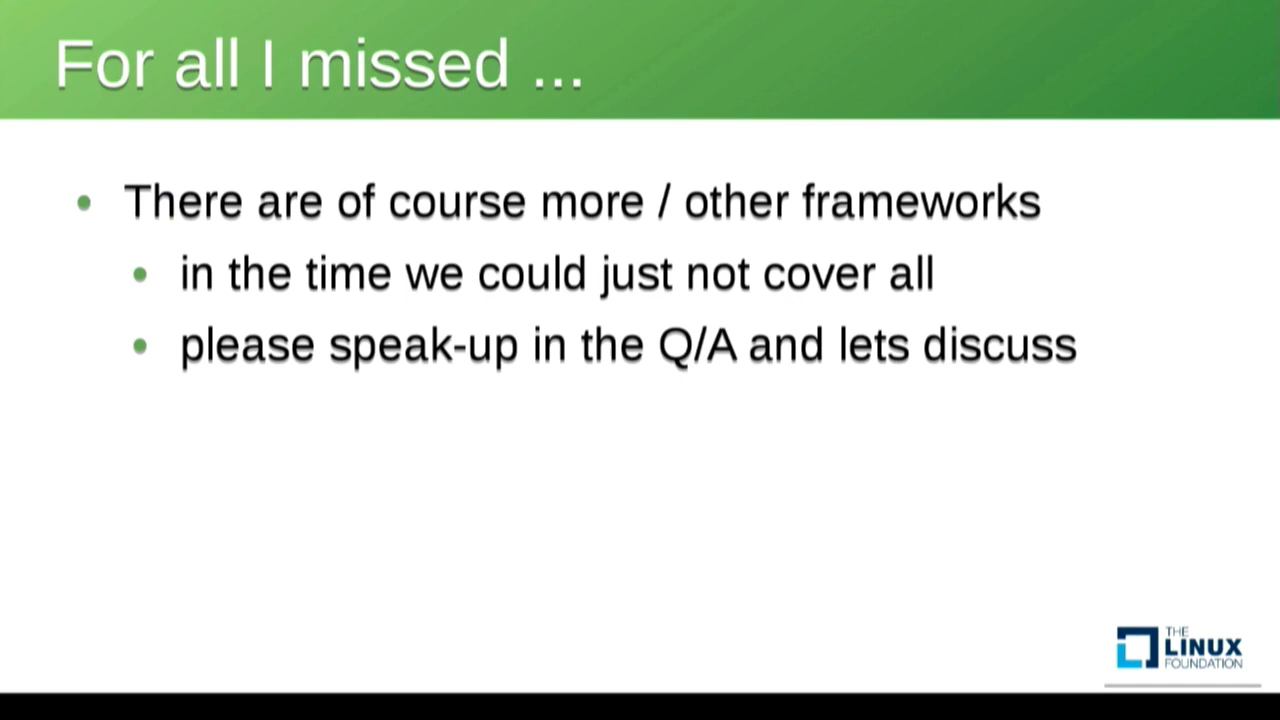 For all I missed ...
There are of course more / other frameworks
in the time we could just not cover all
please speak-up in the Q/A and lets discuss
THE
LINUX
FOUNDATION